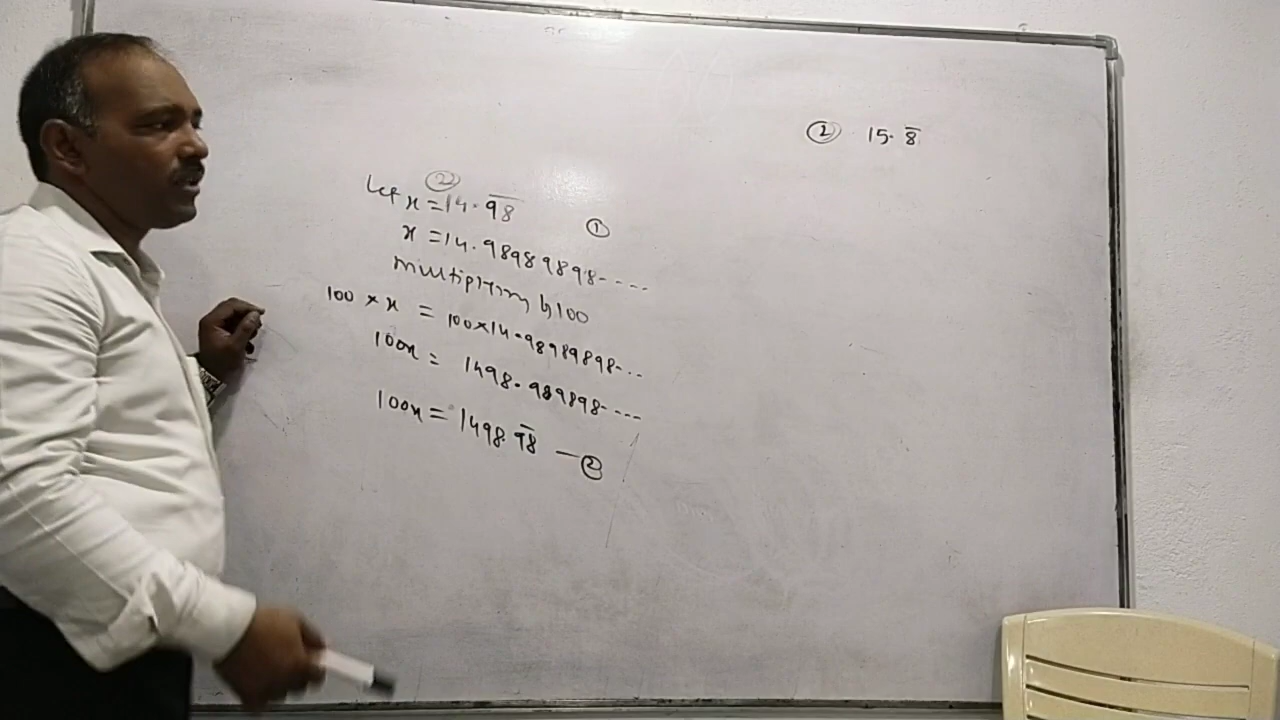 ② 15.8̅
②
Let x = 14.9̅8̅ ①
x = 14.98989898----
multiplying by 100
100 × x = 100×14.98989898-...
100x = 1498.989898----
100x = 1498.9̅8̅ — ②